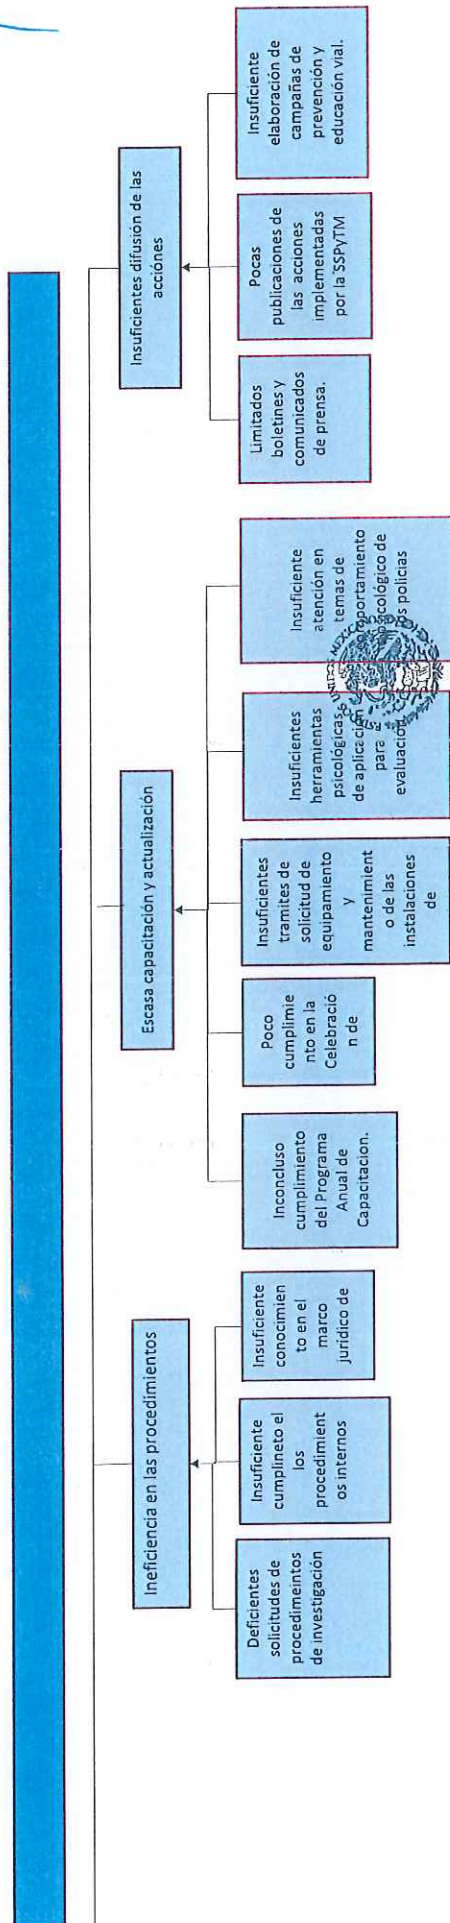 Ineficiencia en las procedimientos
Deficientes
solicitudes de
procedimeintos
de investigación
Insuficiente
cumplineto el
los
procedimient
os internos
Insuficiente
conocimien
to en el
marco
jurídico de
Escasa capacitación y actualización
Inconcluso
cumplimiento
del Programa
Anual de
Capacitacion.
Poco
cumplimie
nto en la
Celebració
n de
Insuficientes
tramites de
solicitud de
equipamiento
y
mantenimient
o de las
instalaciones
de
Insuficientes
herramientas
psicológicas
de aplicación
para
evaluación
Insuficiente
atención en
temas de
comportamiento
psicológico de
policias
Insuficientes difusión de las
acciónes
Limitados
boletines y
comunicados
de prensa.
Pocas
publicaciones de
las acciones
implementadas
por la SSPyTM
Insuficiente
elaboración de
campañas de
prevención y
educación vial.